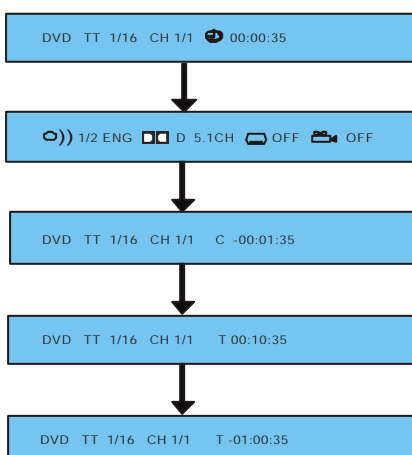 DVD TT 1/16 CH 1/1 00:00:35
1/2 ENG D 5.1CH OFF OFF
DVD TT 1/16 CH 1/1 C -00:01:35
DVD TT 1/16 CH 1/1 T 00:10:35
DVD TT 1/16 CH 1/1 T -01:00:35